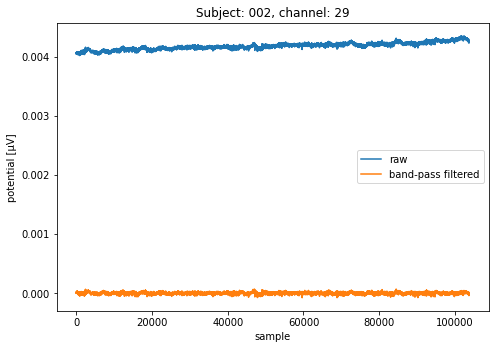 Subject: 002, channel: 29
potential [µV]
0.004
0.003
0.002
0.001
0.000
raw
band-pass filtered
0
20000
40000
60000
80000
100000
sample